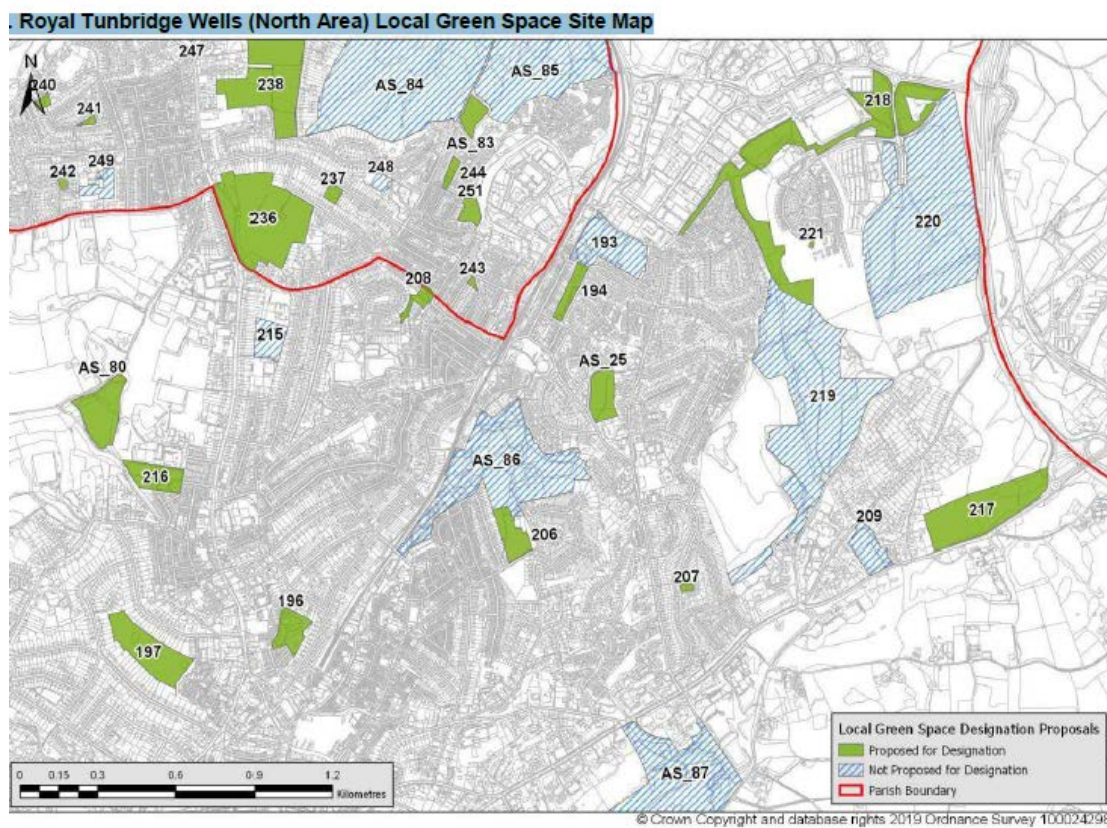 . Royal Tunbridge Wells (North Area) Local Green Space Site Map
N
247
238
AS_84
AS_85
240
241
218
AS_83
249
248
244
242
237
251
236
193
221
220
243
208
194
215
AS_80
AS_25
219
AS_86
216
217
206
209
207
196
197
AS_87
Local Green Space Designation Proposals
Proposed for Designation
Not Proposed for Designation
Parish Boundary
0 0.15 0.3 0.6 0.9 1.2
Kilometres
© Crown Copyright and database rights 2019 Ordnance Survey 100024298